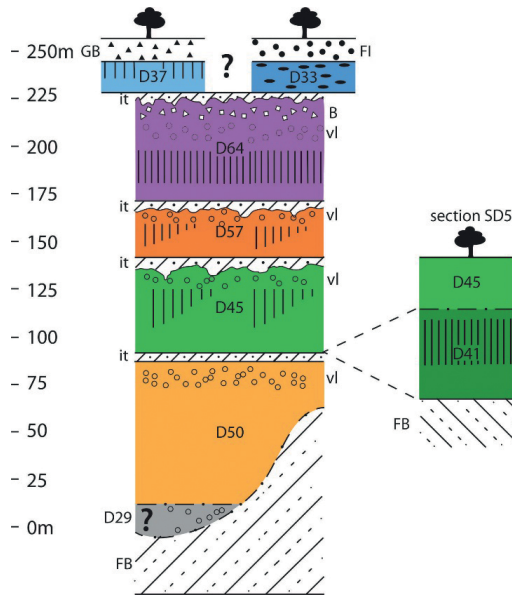 250m
GB
FI
D37
?
D33
225
it
B
vl
D64
200
175
it
vl
D57
150
it
vl
D45
125
100
it
vl
75
D50
50
25
D29
?
0m
FB
section SD5
D45
D41
FB